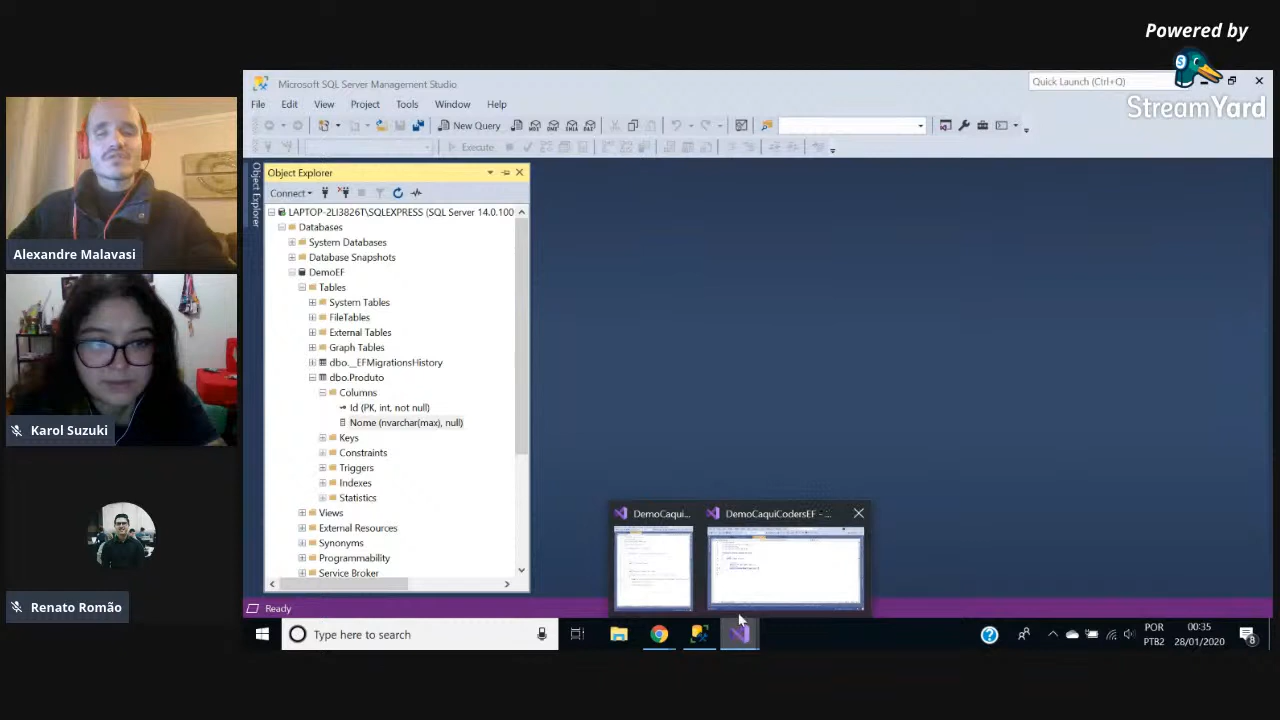 Powered by
StreamYard
Microsoft SQL Server Management Studio
Quick Launch (Ctrl+Q)
File Edit View Project Tools Window Help
New Query
Execute
Object Explorer
Object Explorer
Connect
LAPTOP-2LI3826T\SQLEXPRESS (SQL Server 14.0.100
Databases
System Databases
Database Snapshots
DemoEF
Tables
System Tables
FileTables
External Tables
Graph Tables
dbo.__EFMigrationsHistory
dbo.Produto
Columns
Id (PK, int, not null)
Nome (nvarchar(max), null)
Keys
Constraints
Triggers
Indexes
Statistics
Views
External Resources
Synonyms
Programmability
Service Broker
Alexandre Malavasi
Karol Suzuki
Renato Romão
DemoCaqui...
DemoCaquiCodersEF - ...
Ready
Type here to search
POR
PTB2
00:35
28/01/2020
8